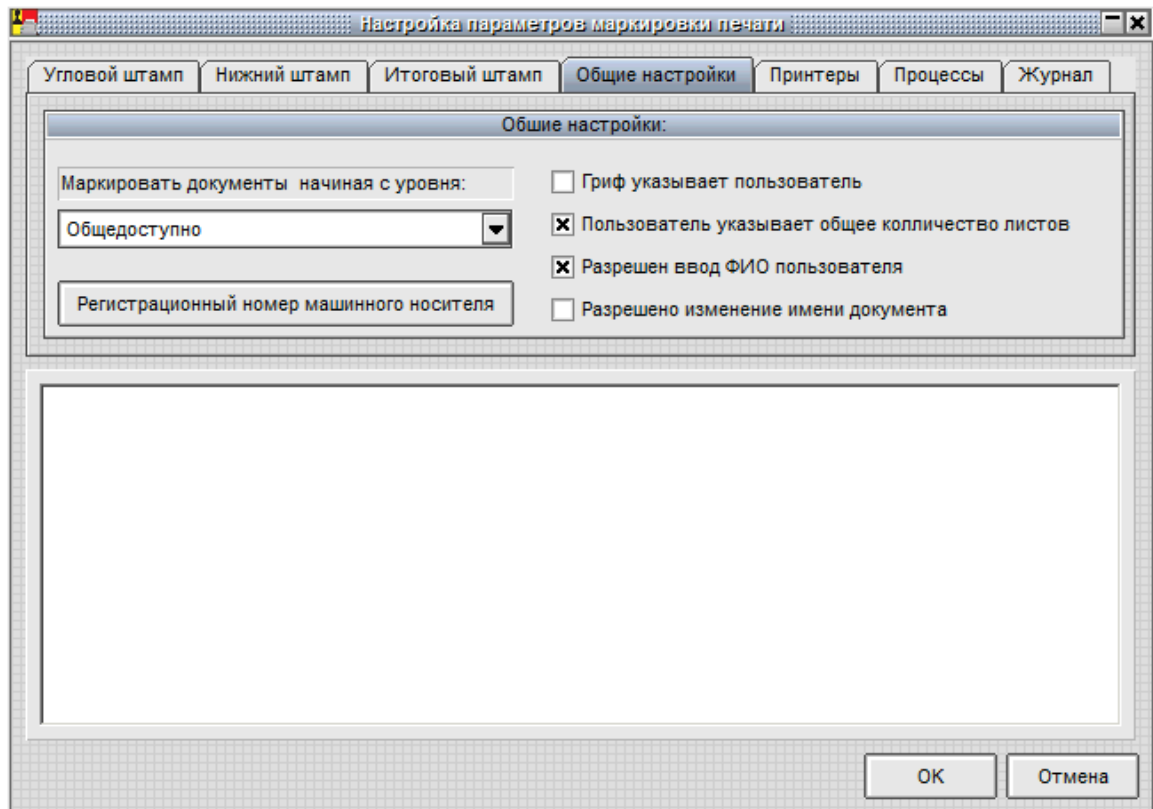 Настройка параметров маркировки печати
Угловой штамп Нижний штамп Итоговый штамп Общие настройки Принтеры Процессы Журнал
Обшие настройки:
Маркировать документы начиная с уровня:
Общедоступно
Регистрационный номер машинного носителя
Гриф указывает пользователь
Пользователь указывает общее колличество листов
Разрешен ввод ФИО пользователя
Разрешено изменение имени документа
OK Отмена